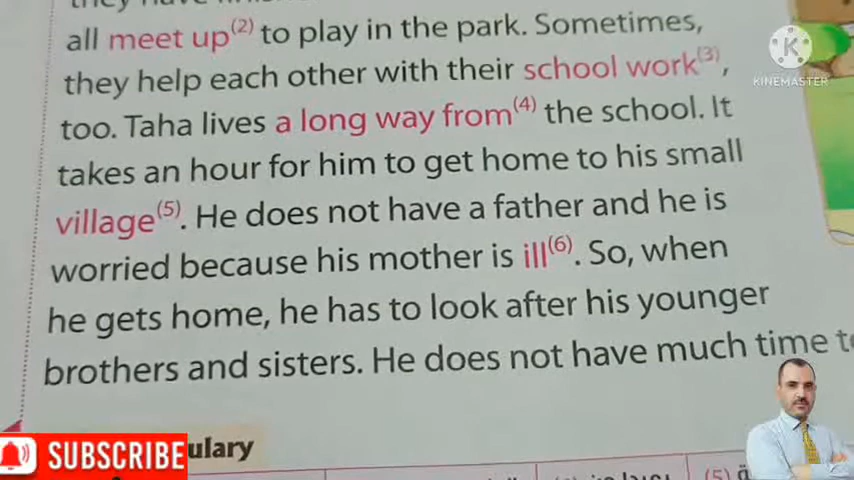 all meet up(2) to play in the park. Sometimes,
they help each other with their school work(3),
too. Taha lives a long way from(4) the school. It
takes an hour for him to get home to his small
village(5). He does not have a father and he is
worried because his mother is ill(6). So, when
he gets home, he has to look after his younger
brothers and sisters. He does not have much time
ulary
(5)
K
KINEMASTER
SUBSCRIBE